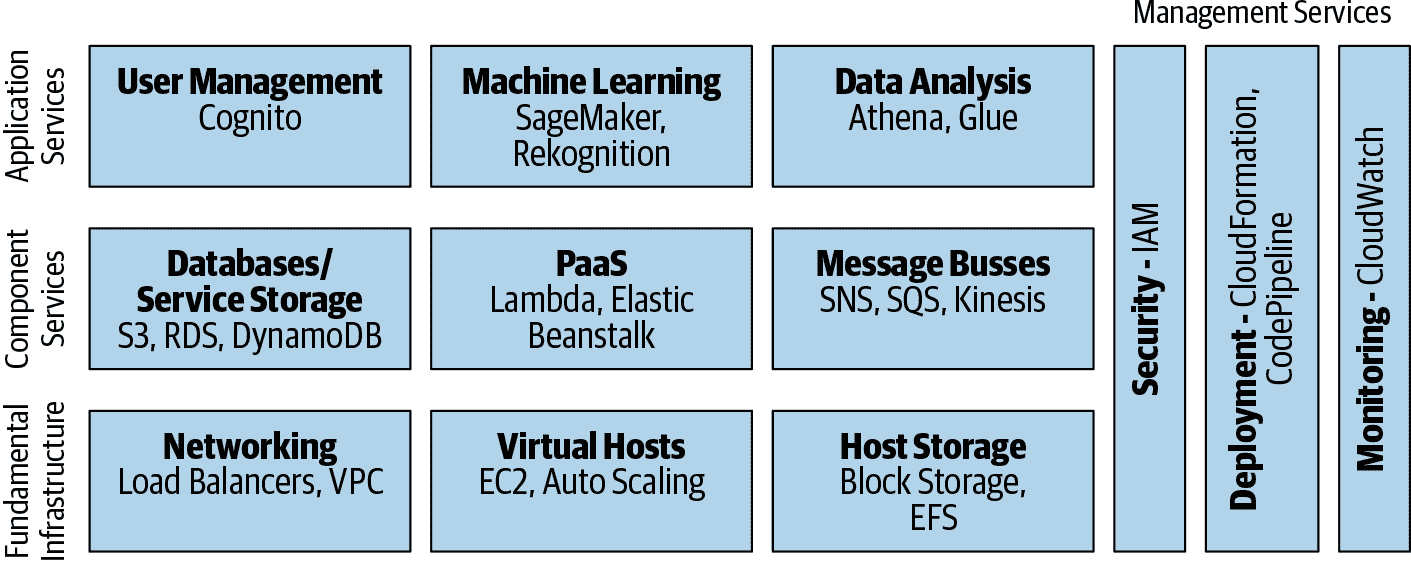 Management Services
Application
Services
User Management
Cognito
Machine Learning
SageMaker,
Rekognition
Data Analysis
Athena, Glue
Component
Services
Databases/
Service Storage
S3, RDS, DynamoDB
PaaS
Lambda, Elastic
Beanstalk
Message Busses
SNS, SQS, Kinesis
Fundamental
Infrastructure
Networking
Load Balancers, VPC
Virtual Hosts
EC2, Auto Scaling
Host Storage
Block Storage,
EFS
Security - IAM
Deployment - CloudFormation,
CodePipeline
Monitoring - CloudWatch